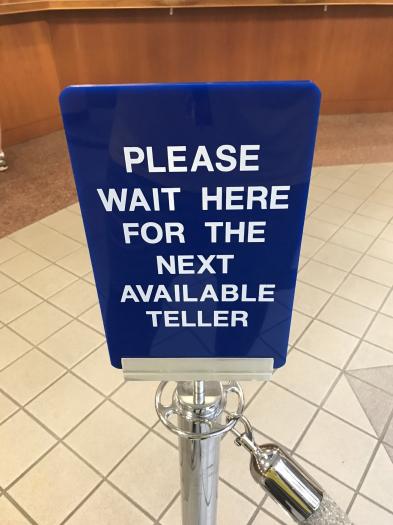 PLEASE
WAIT HERE
FOR THE
NEXT
AVAILABLE
TELLER